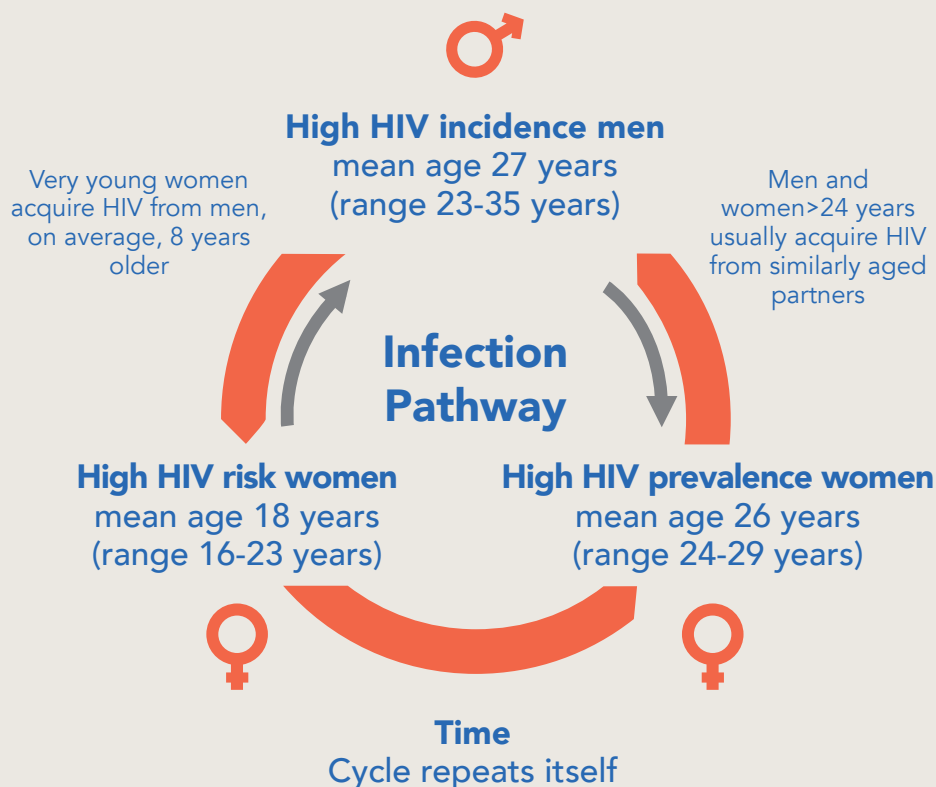 High HIV incidence men
mean age 27 years
(range 23-35 years)
Very young women
acquire HIV from men,
on average, 8 years
older
Men and
women>24 years
usually acquire HIV
from similarly aged
partners
Infection
Pathway
High HIV risk women
mean age 18 years
(range 16-23 years)
High HIV prevalence women
mean age 26 years
(range 24-29 years)
Time
Cycle repeats itself